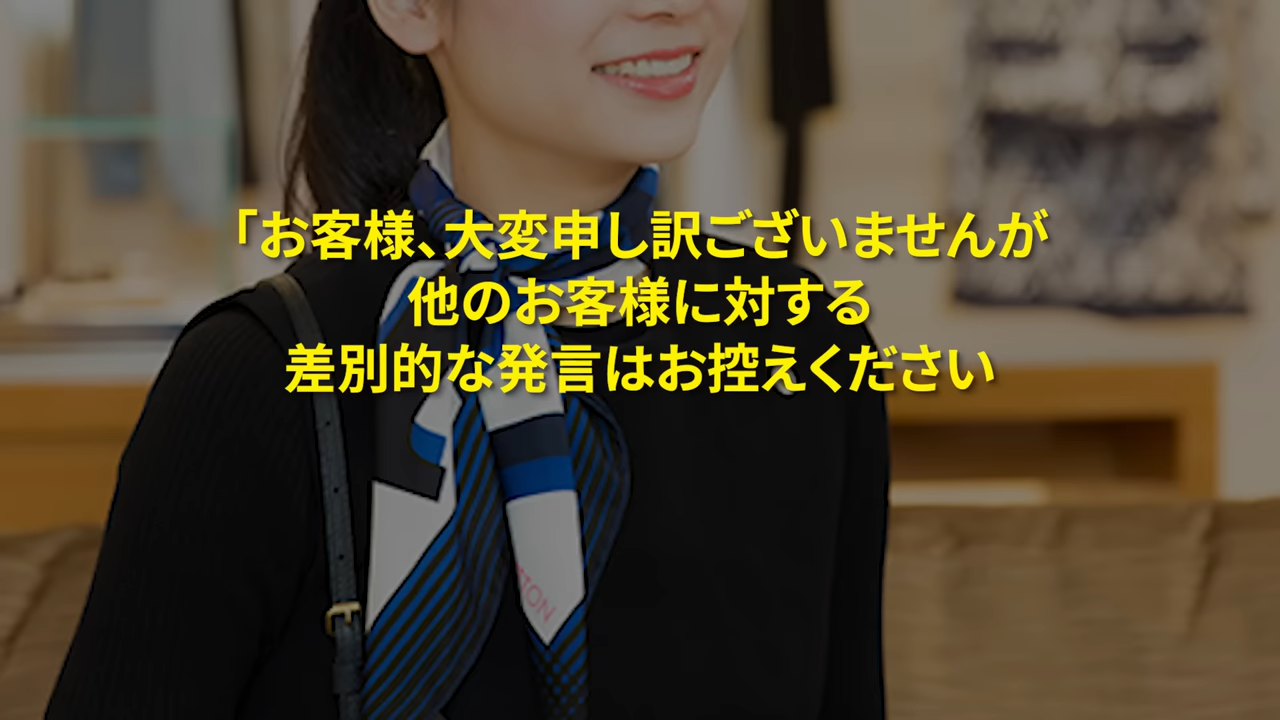 「お客様、大変申し訳ございませんが
他のお客様に対する
差別的な発言はお控えください